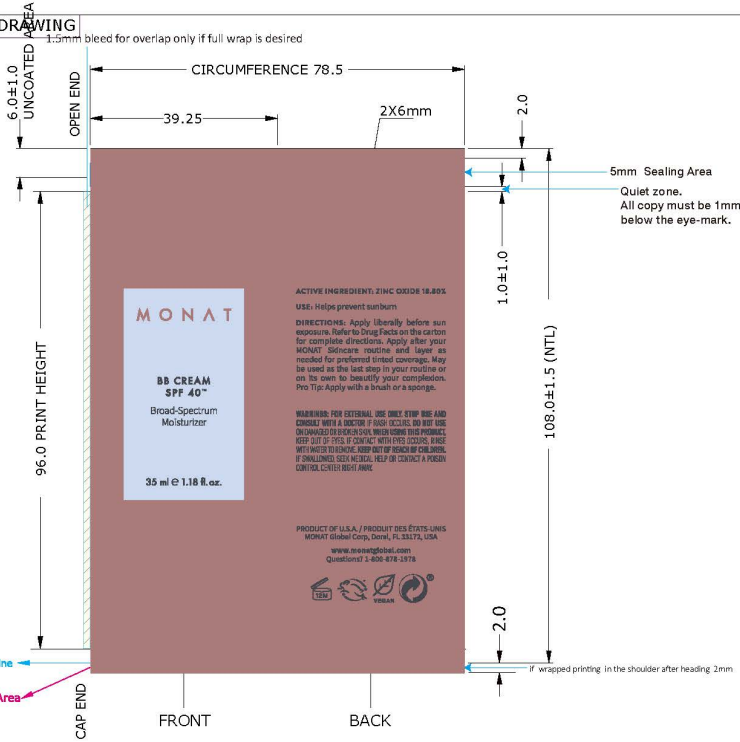 DRAWING
1.5mm bleed for overlap only if full wrap is desired
6.0±1.0
UNCOATED AREA
OPEN END
CIRCUMFERENCE 78.5
39.25
2X6mm
2.0
5mm Sealing Area
Quiet zone.
All copy must be 1mm
below the eye-mark.
1.0±1.0
108.0±1.5 (NTL)
96.0 PRINT HEIGHT
MONAT
BB CREAM
SPF 40™
Broad-Spectrum
Moisturizer
35 ml e 1.18 fl.oz.
ACTIVE INGREDIENT: ZINC OXIDE 18.80%
USE: Helps prevent sunburn
DIRECTIONS: Apply liberally before sun
exposure. Refer to Drug Facts on the carton
for complete directions. Apply after your
MONAT Skincare routine and layer as
needed for preferred tinted coverage. May
be used as the last step in your routine or
on its own to beautify your complexion.
Pro Tip: Apply with a brush or a sponge.
WARNINGS: FOR EXTERNAL USE ONLY. STOP USE AND
CONSULT WITH A DOCTOR IF RASH OCCURS. DO NOT USE
ON DAMAGED OR BROKEN SKIN. WHEN USING THIS PRODUCT,
KEEP OUT OF EYES. IF CONTACT WITH EYES OCCURS, RINSE
WITH WATER TO REMOVE. KEEP OUT OF REACH OF CHILDREN.
IF SWALLOWED, SEEK MEDICAL HELP OR CONTACT A POISON
CONTROL CENTER RIGHT AWAY.
PRODUCT OF U.S.A. / PRODUIT DES ÉTATS-UNIS
MONAT Global Corp, Doral, FL 33172, USA
www.monatglobal.com
Questions? 1-800-678-1978
12M
VEGAN
®
2.0
if wrapped printing in the shoulder after heading 2mm
ine
Area
CAP END
FRONT
BACK